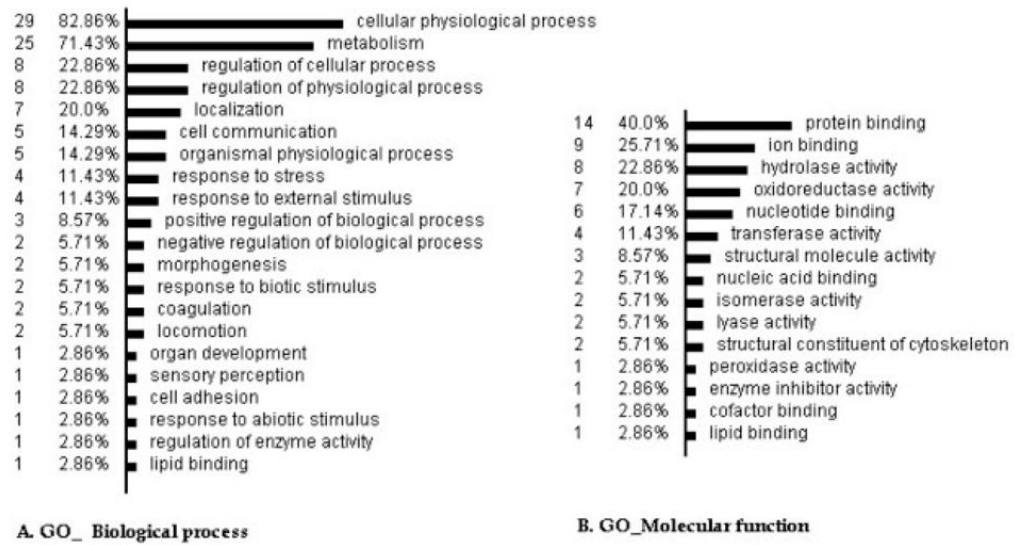 29 82.86% cellular physiological process
25 71.43% metabolism
8 22.86% regulation of cellular process
8 22.86% regulation of physiological process
7 20.0% localization
5 14.29% cell communication
5 14.29% organismal physiological process
4 11.43% response to stress
4 11.43% response to external stimulus
3 8.57% positive regulation of biological process
2 5.71% negative regulation of biological process
2 5.71% morphogenesis
2 5.71% response to biotic stimulus
2 5.71% coagulation
2 5.71% locomotion
1 2.86% organ development
1 2.86% sensory perception
1 2.86% cell adhesion
1 2.86% response to abiotic stimulus
1 2.86% regulation of enzyme activity
1 2.86% lipid binding
A. GO_ Biological process
14 40.0% protein binding
9 25.71% ion binding
8 22.86% hydrolase activity
7 20.0% oxidoreductase activity
6 17.14% nucleotide binding
4 11.43% transferase activity
3 8.57% structural molecule activity
2 5.71% nucleic acid binding
2 5.71% isomerase activity
2 5.71% lyase activity
2 5.71% structural constituent of cytoskeleton
1 2.86% peroxidase activity
1 2.86% enzyme inhibitor activity
1 2.86% cofactor binding
1 2.86% lipid binding
B. GO_Molecular function